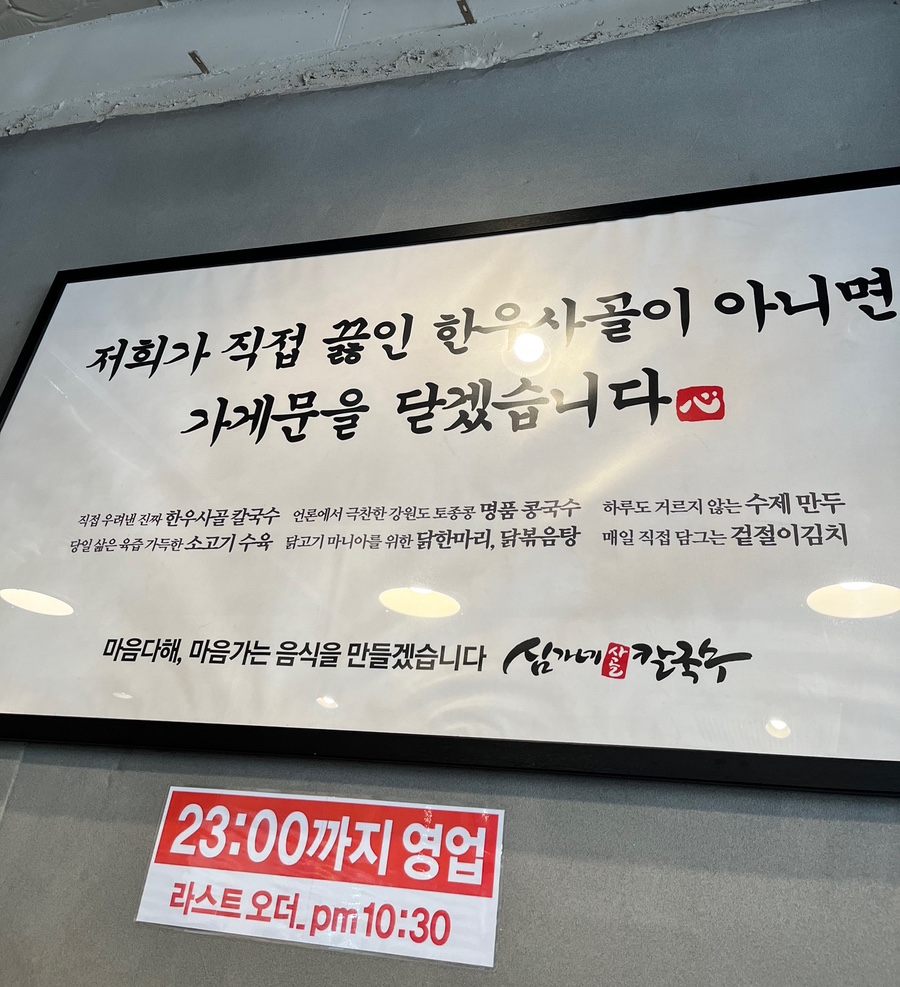 저희가 직접 끓인 한우사골이 아니면
가게문을 닫겠습니다 心
직접 우려낸 진짜 한우사골 칼국수 언론에서 극찬한 강원도 토종콩 명품 콩국수 하루도 거르지 않는 수제 만두
당일 삶은 육즙 가득한 소고기 수육 닭고기 마니아를 위한 닭한마리, 닭볶음탕 매일 직접 담그는 겉절이김치
마음다해, 마음가는 음식을 만들겠습니다 심가네 사골 칼국수
23:00까지 영업
라스트 오더_pm10:30